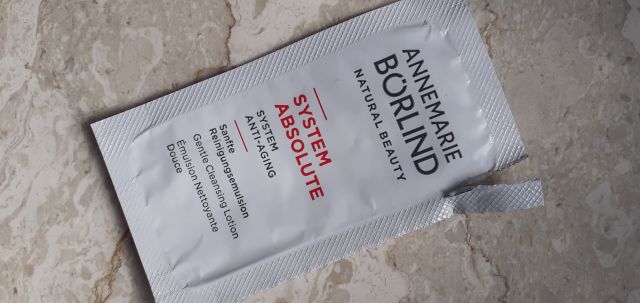 ANNEMARIE
BÖRLIND
NATURAL BEAUTY
SYSTEM
ABSOLUTE
SYSTEM
ANTI-AGING
Sanfte
Reinigungsemulsion
Gentle Cleansing Lotion
Émulsion Nettoyante
Douce